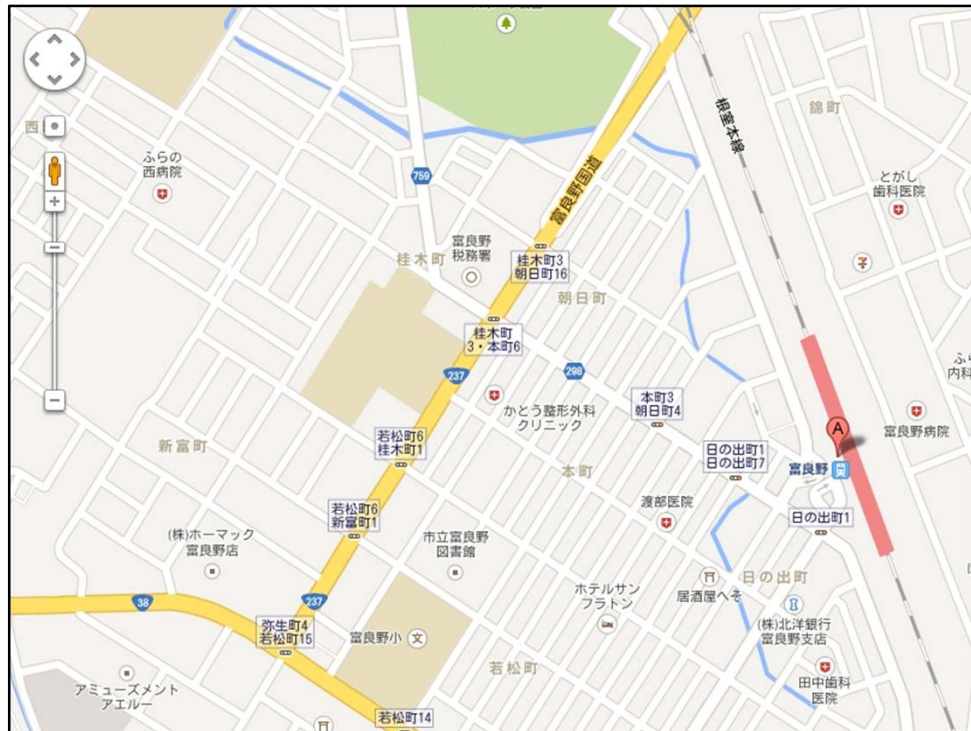 錦町
根室本線
西
ふらの
西病院
759
とがし
歯科医院
富良野国道
富良野
税務署
桂木町
桂木町3
朝日町16
朝日町
桂木町
3・本町6
298
237
本町3
朝日町4
かとう整形外科
クリニック
ふら
内科
A
富良野病院
若松町6
桂木町1
新富町
本町
日の出町1
日の出町7
富良野
渡部医院
若松町6
新富町1
日の出町1
(株)ホーマック
富良野店
市立富良野
図書館
ホテルサン
フラトン
居酒屋へそ
日の出町
38
237
(株)北洋銀行
富良野支店
弥生町4
若松町15
富良野小
文
若松町
田中歯科
医院
アミューズメント
アエルー
若松町14